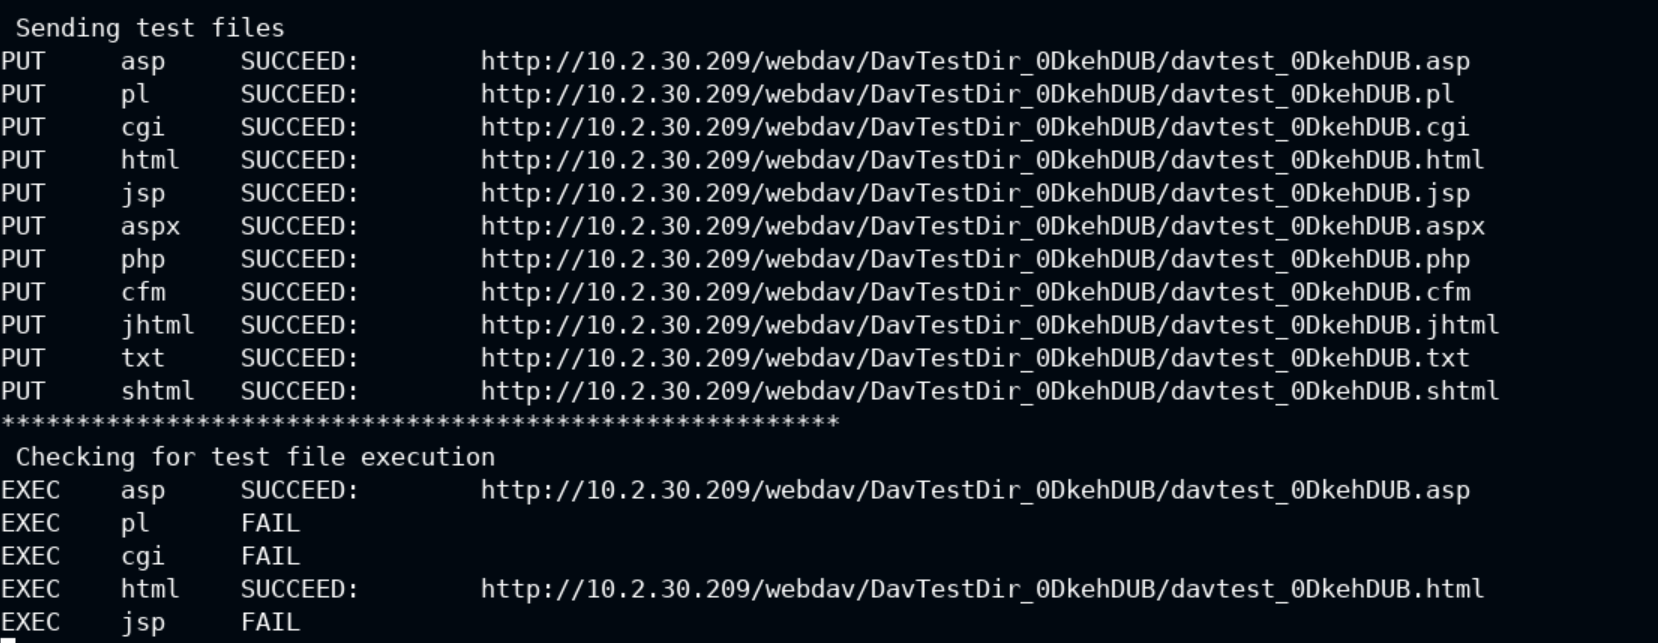 Sending test files
PUT asp SUCCEED: http://10.2.30.209/webdav/DavTestDir_0DkehDUB/davtest_0DkehDUB.asp
PUT pl SUCCEED: http://10.2.30.209/webdav/DavTestDir_0DkehDUB/davtest_0DkehDUB.pl
PUT cgi SUCCEED: http://10.2.30.209/webdav/DavTestDir_0DkehDUB/davtest_0DkehDUB.cgi
PUT html SUCCEED: http://10.2.30.209/webdav/DavTestDir_0DkehDUB/davtest_0DkehDUB.html
PUT jsp SUCCEED: http://10.2.30.209/webdav/DavTestDir_0DkehDUB/davtest_0DkehDUB.jsp
PUT aspx SUCCEED: http://10.2.30.209/webdav/DavTestDir_0DkehDUB/davtest_0DkehDUB.aspx
PUT php SUCCEED: http://10.2.30.209/webdav/DavTestDir_0DkehDUB/davtest_0DkehDUB.php
PUT cfm SUCCEED: http://10.2.30.209/webdav/DavTestDir_0DkehDUB/davtest_0DkehDUB.cfm
PUT jhtml SUCCEED: http://10.2.30.209/webdav/DavTestDir_0DkehDUB/davtest_0DkehDUB.jhtml
PUT txt SUCCEED: http://10.2.30.209/webdav/DavTestDir_0DkehDUB/davtest_0DkehDUB.txt
PUT shtml SUCCEED: http://10.2.30.209/webdav/DavTestDir_0DkehDUB/davtest_0DkehDUB.shtml
********************************************************
Checking for test file execution
EXEC asp SUCCEED: http://10.2.30.209/webdav/DavTestDir_0DkehDUB/davtest_0DkehDUB.asp
EXEC pl FAIL
EXEC cgi FAIL
EXEC html SUCCEED: http://10.2.30.209/webdav/DavTestDir_0DkehDUB/davtest_0DkehDUB.html
EXEC jsp FAIL